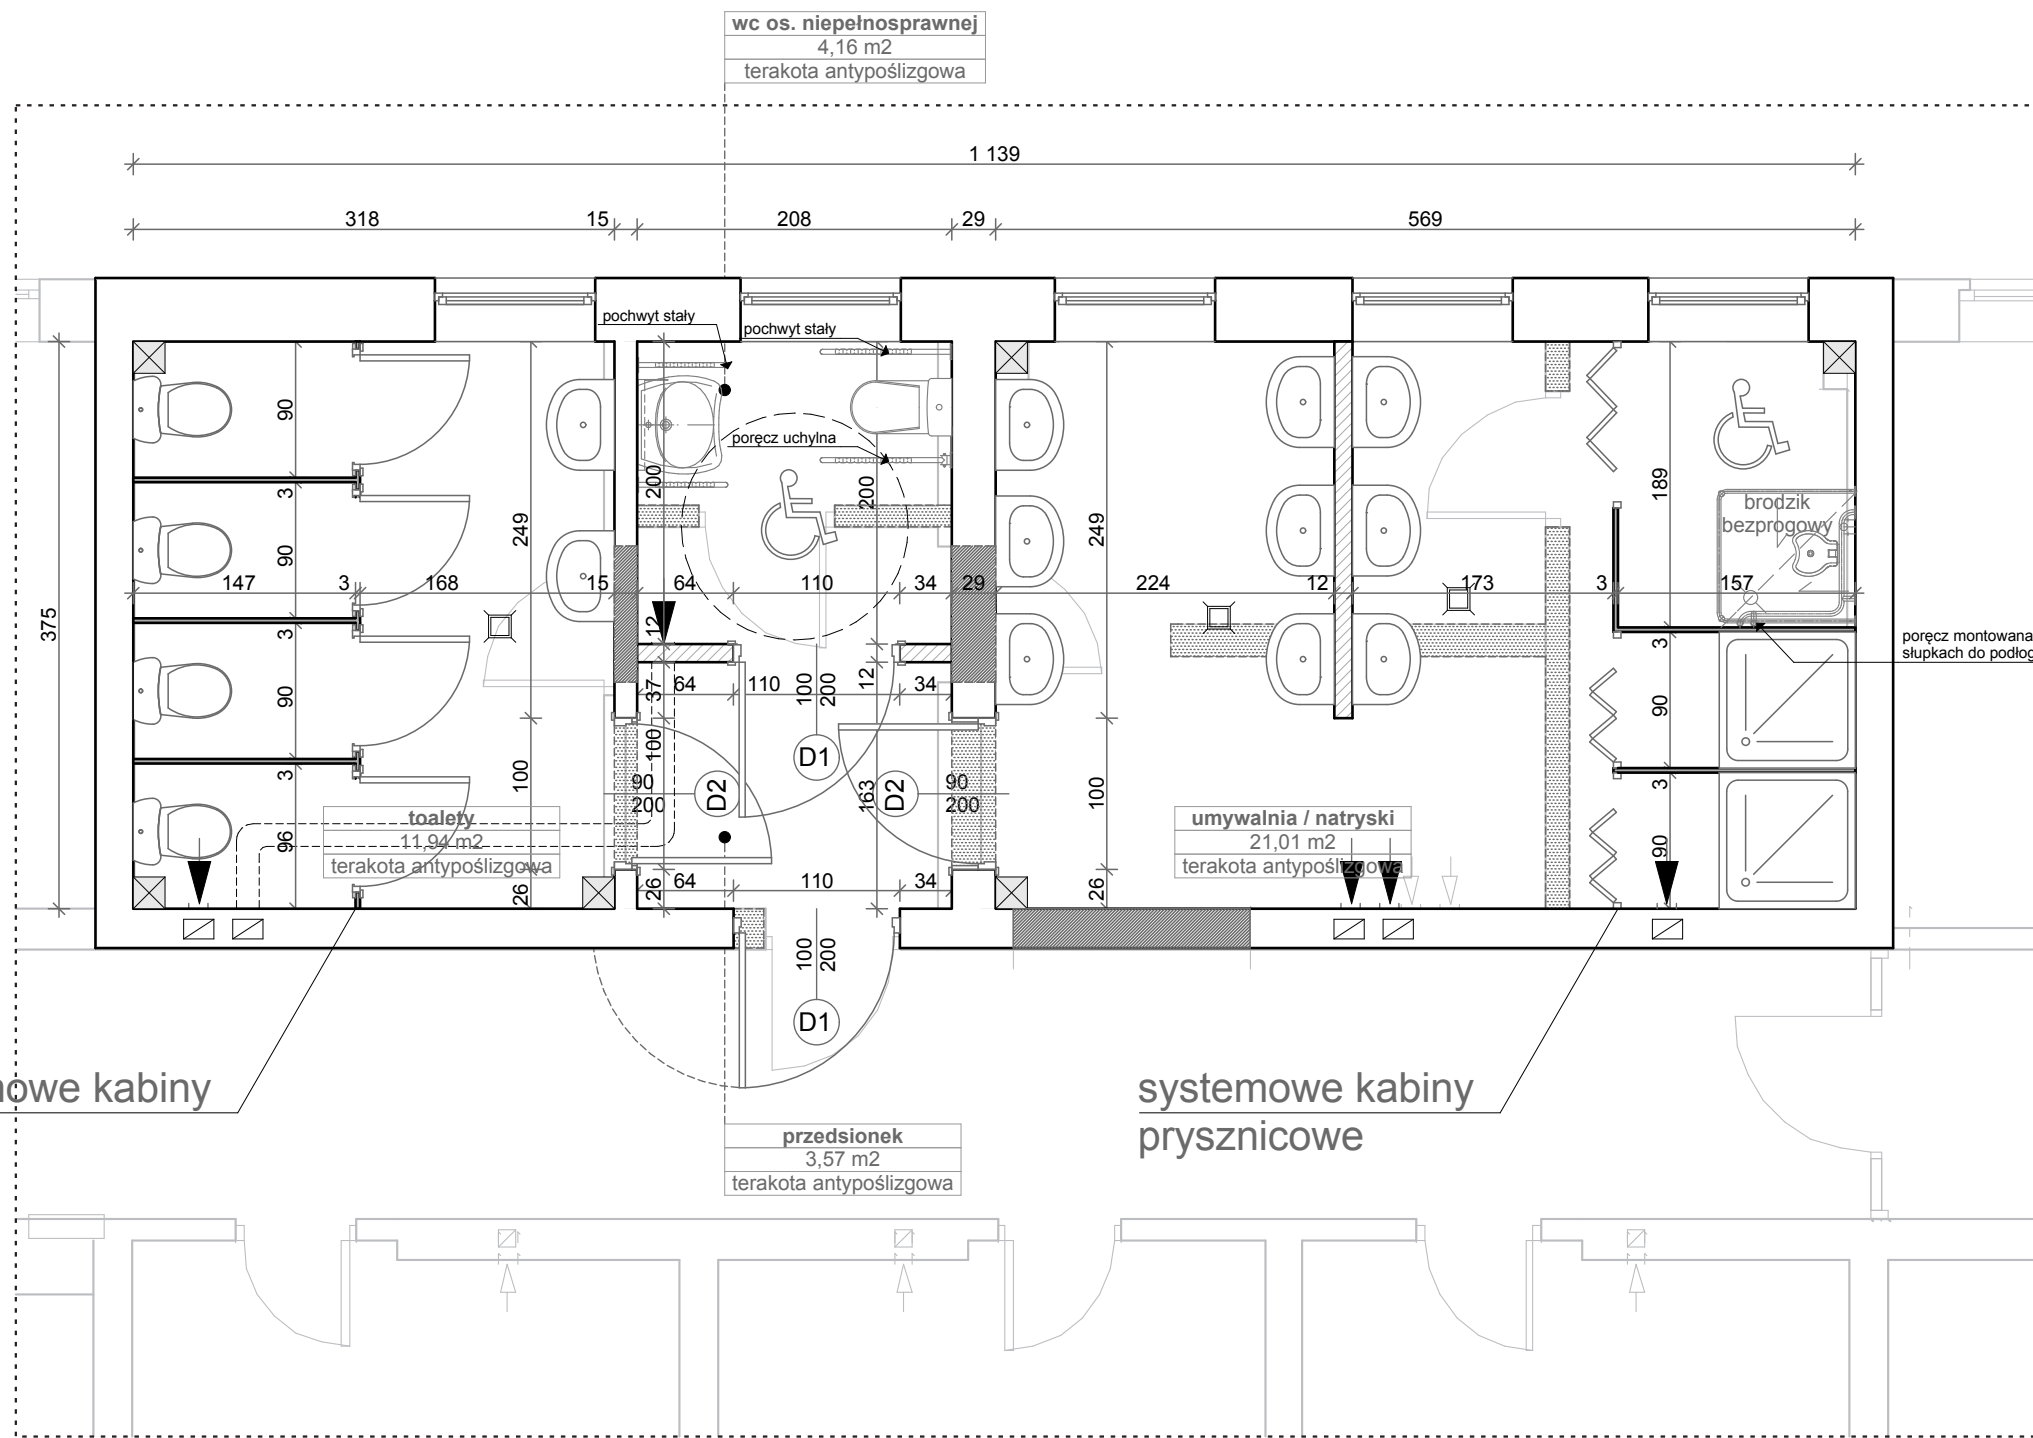 wc os. niepełnosprawnej
4,16 m2
terakota antypoślizgowa
1 139
318 15 208 29 569
pochwyt stały
pochwyt stały
poręcz uchylna
90
3
90
3
90
3
96
375
249
100
26
200
12
37
100
26
200
12
163
249
100
26
189
3
90
3
90
brodzik
bezprogowy
147 3 168 15 64 110 34 29 224 12 173 3 157
poręcz montowana
słupkach do podłog
64 110 34
100
200
D1
90
200
D2
D2
90
200
toalety
11,94 m2
terakota antypoślizgowa
umywalnia / natryski
21,01 m2
terakota antypoślizgowa
64 110 34
100
200
D1
nowe kabiny
systemowe kabiny
prysznicowe
przedsionek
3,57 m2
terakota antypoślizgowa